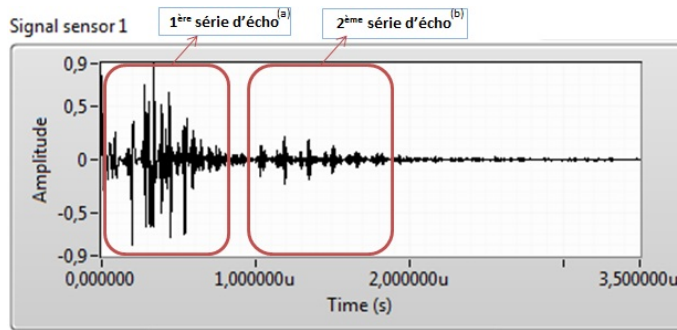 1ère série d'écho(a)
2ème série d'écho(b)
Signal sensor 1
0,9
0,5
0
-0,5
-0,9
Amplitude
0,000000
1,000000u
2,000000u
3,500000u
Time (s)